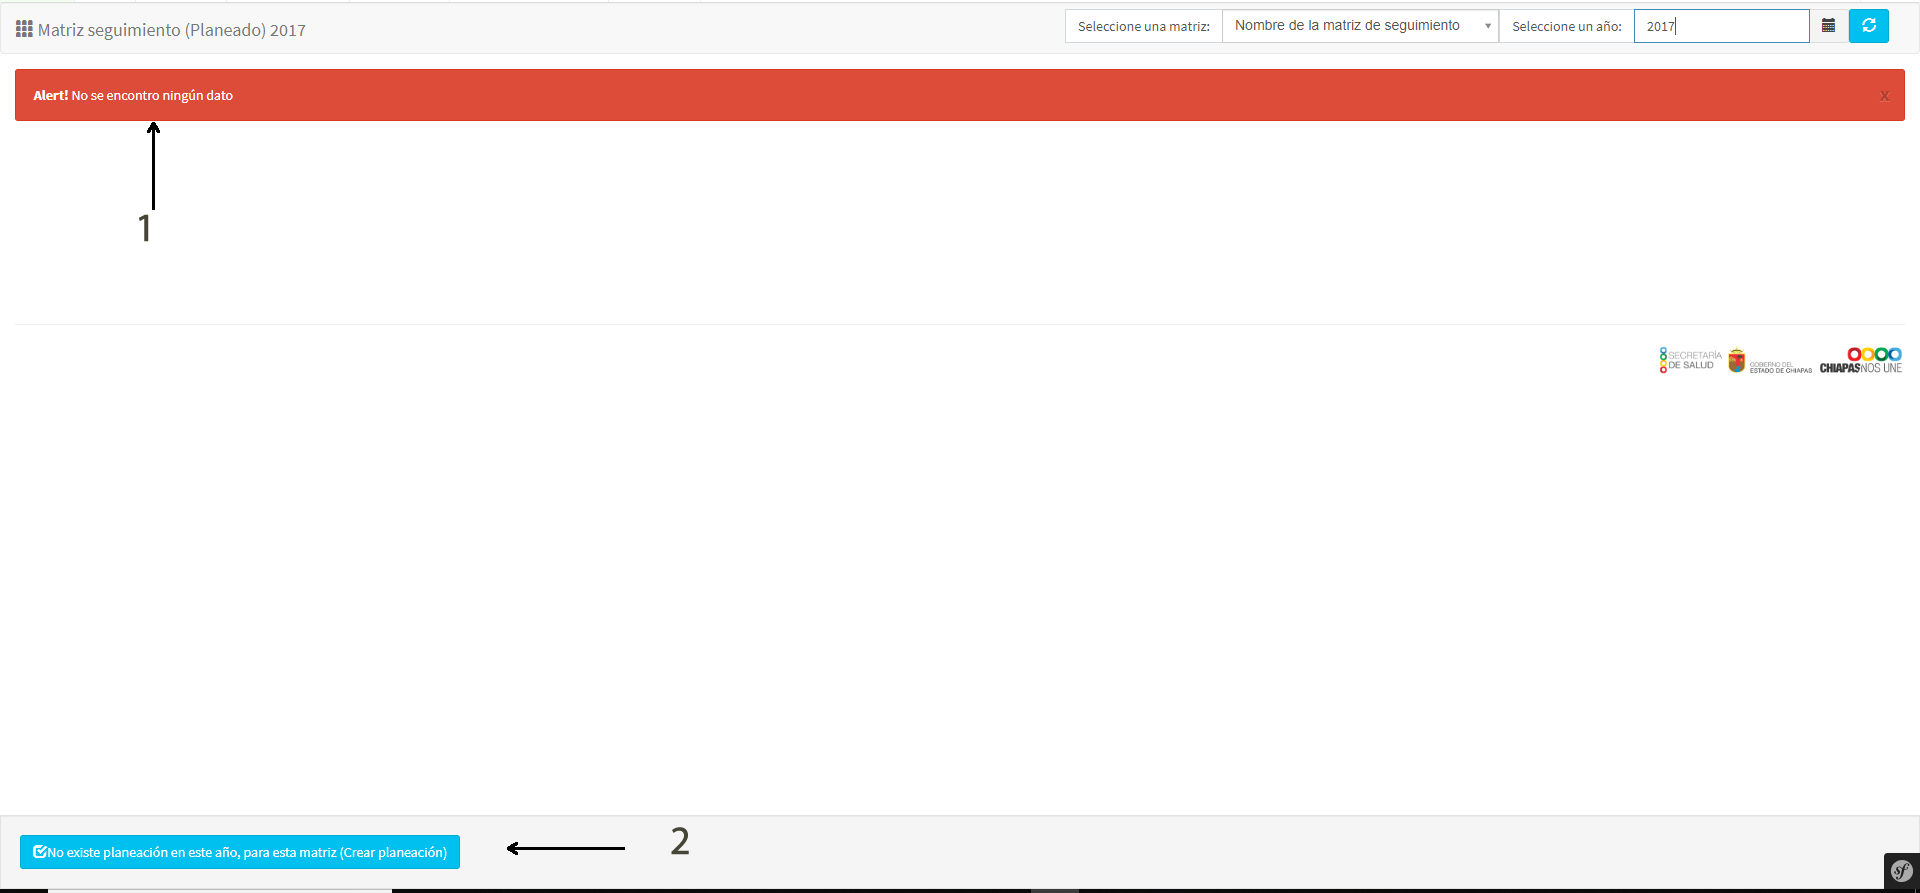 Matriz seguimiento (Planeado) 2017
Seleccione una matriz: Nombre de la matriz de seguimiento Seleccione un año: 2017
Alert! No se encontro ningún dato x
1
SECRETARÍA
DE SALUD
GOBIERNO DEL
ESTADO DE CHIAPAS
CHIAPASNOS UNE
2
No existe planeación en este año, para esta matriz (Crear planeación)
sf